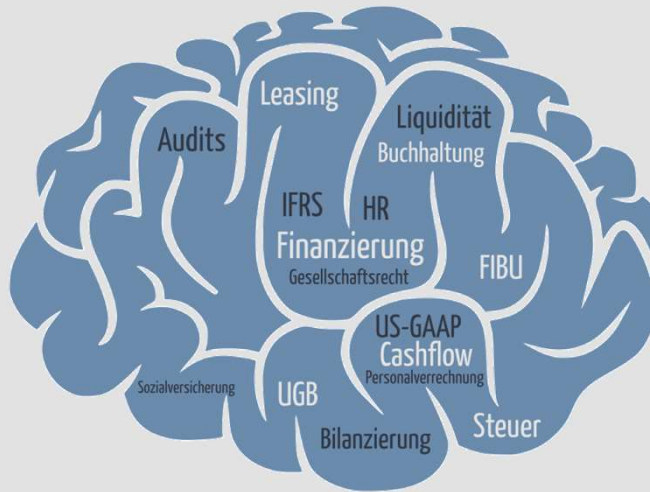 Leasing
Liquidität
Audits
Buchhaltung
IFRS HR
Finanzierung
FIBU
Gesellschaftsrecht
US-GAAP
Cashflow
Personalverrechnung
Sozialversicherung
UGB
Steuer
Bilanzierung